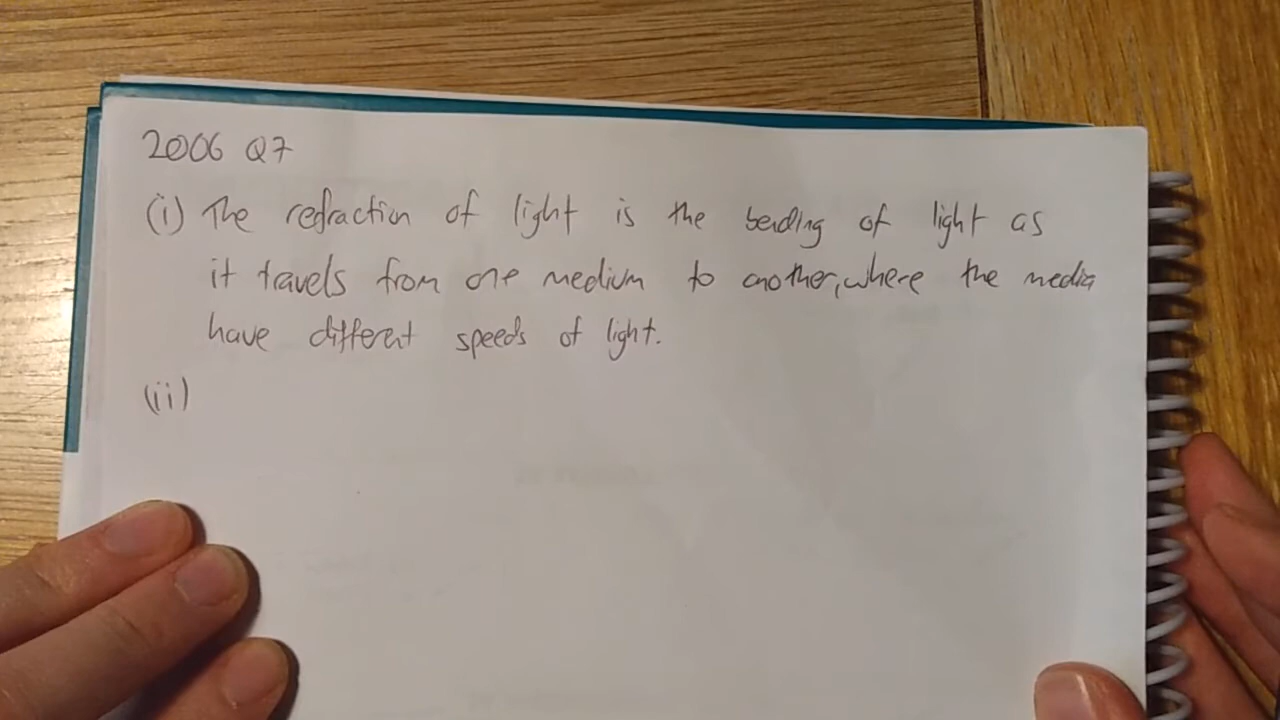 2006 Q7
(i) The refraction of light is the bending of light as
it travels from one medium to another, where the media
have different speeds of light.
(ii)